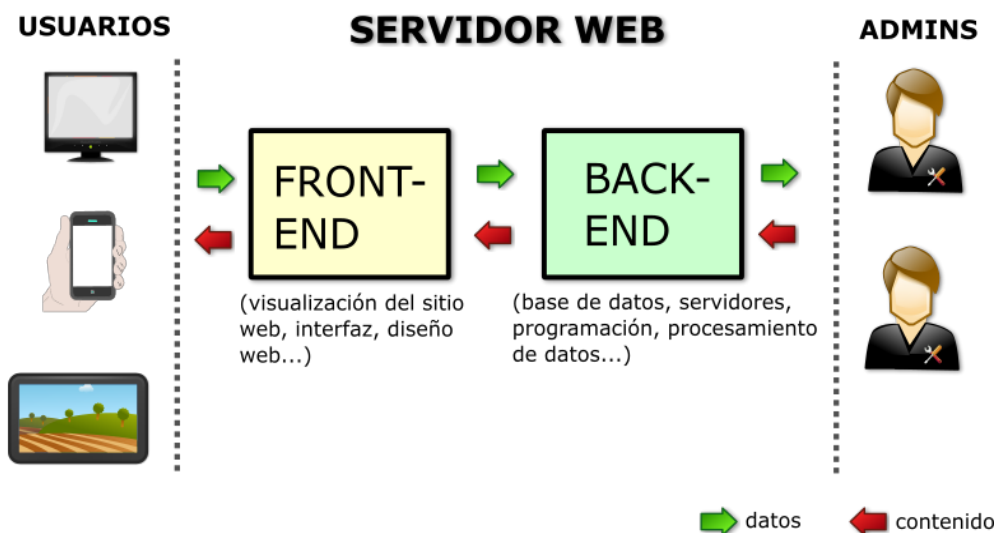 USUARIOS
SERVIDOR WEB
ADMINS
FRONT-
END
(visualización del sitio
web, interfaz, diseño
web...)
BACK-
END
(base de datos, servidores,
programación, procesamiento
de datos...)
datos
contenido